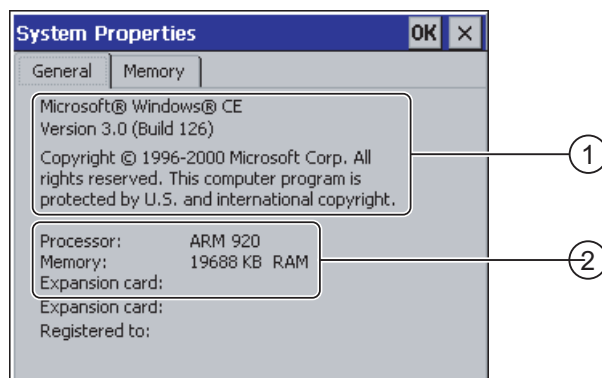 System Properties OK ×
General Memory
Microsoft® Windows® CE
Version 3.0 (Build 126)
Copyright © 1996-2000 Microsoft Corp. All
rights reserved. This computer program is
protected by U.S. and international copyright.
1
Processor: ARM 920
Memory: 19688 KB RAM
Expansion card:
2
Expansion card:
Registered to: